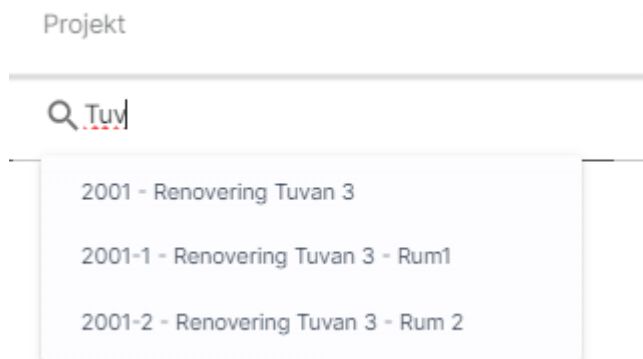 Projekt
Tuv
2001 - Renovering Tuvan 3
2001-1 - Renovering Tuvan 3 - Rum1
2001-2 - Renovering Tuvan 3 - Rum 2